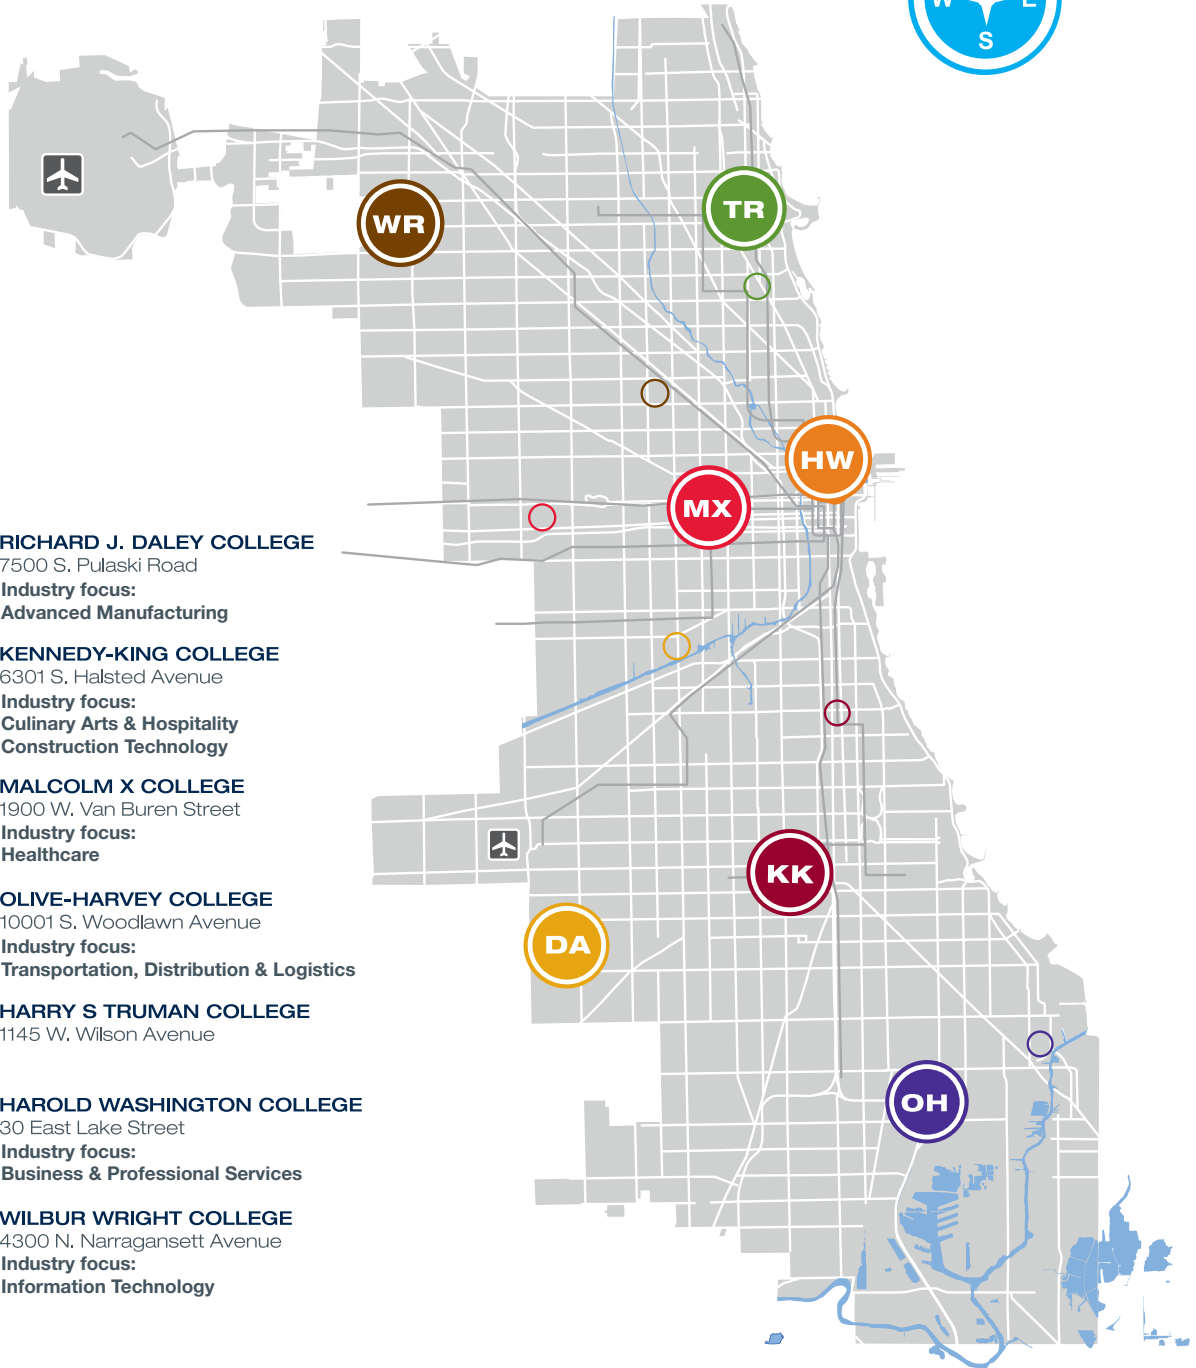 W E
S
WR
TR
HW
MX
RICHARD J. DALEY COLLEGE
7500 S. Pulaski Road
Industry focus:
Advanced Manufacturing
KENNEDY-KING COLLEGE
6301 S. Halsted Avenue
Industry focus:
Culinary Arts & Hospitality
Construction Technology
MALCOLM X COLLEGE
1900 W. Van Buren Street
Industry focus:
Healthcare
KK
OLIVE-HARVEY COLLEGE
10001 S. Woodlawn Avenue
Industry focus:
Transportation, Distribution & Logistics
DA
HARRY S TRUMAN COLLEGE
1145 W. Wilson Avenue
HAROLD WASHINGTON COLLEGE
30 East Lake Street
Industry focus:
Business & Professional Services
OH
WILBUR WRIGHT COLLEGE
4300 N. Narragansett Avenue
Industry focus:
Information Technology